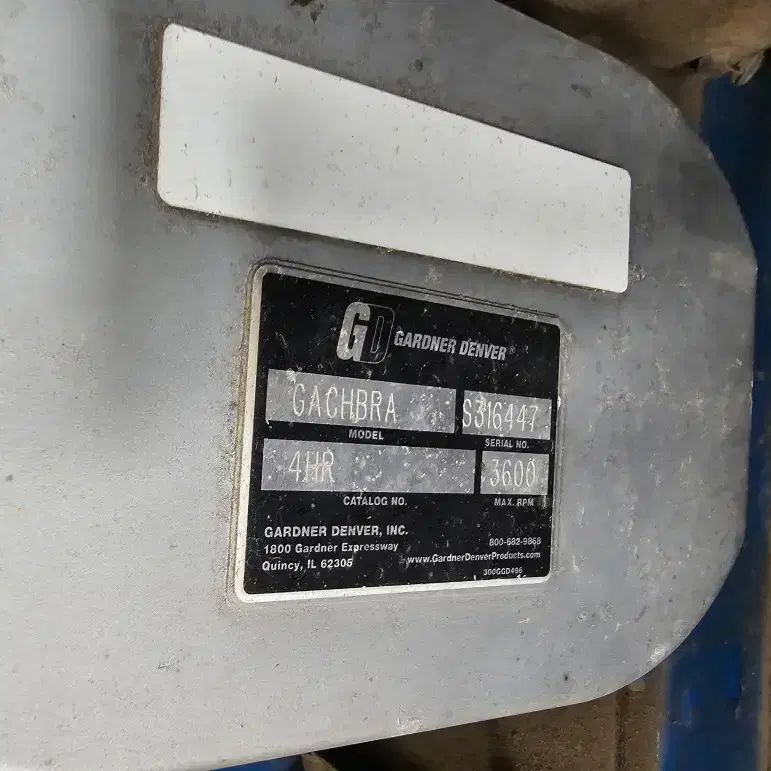 GD GARDNER DENVER
GACHBRA S316447
MODEL SERIAL NO.
4HR 3600
CATALOG NO. MAX. RPM
GARDNER DENVER, INC.
1800 Gardner Expressway 800-682-9868
Quincy, IL 62305 www.GardnerDenverProducts.com
300GGD496